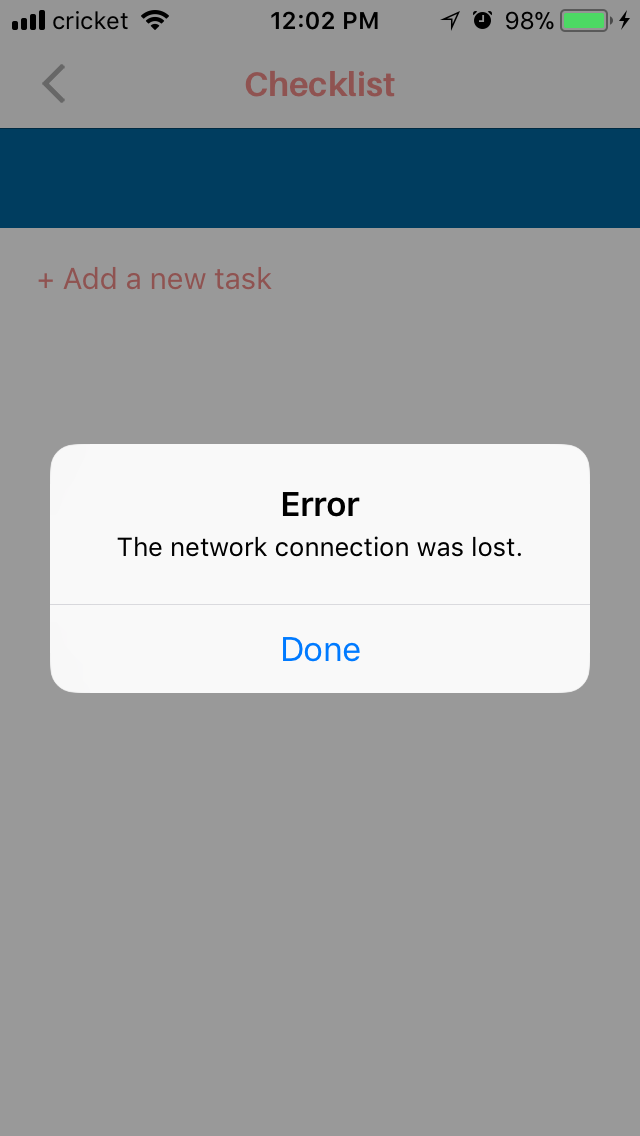 cricket 12:02 PM 98%
Checklist
+ Add a new task
Error
The network connection was lost.
Done